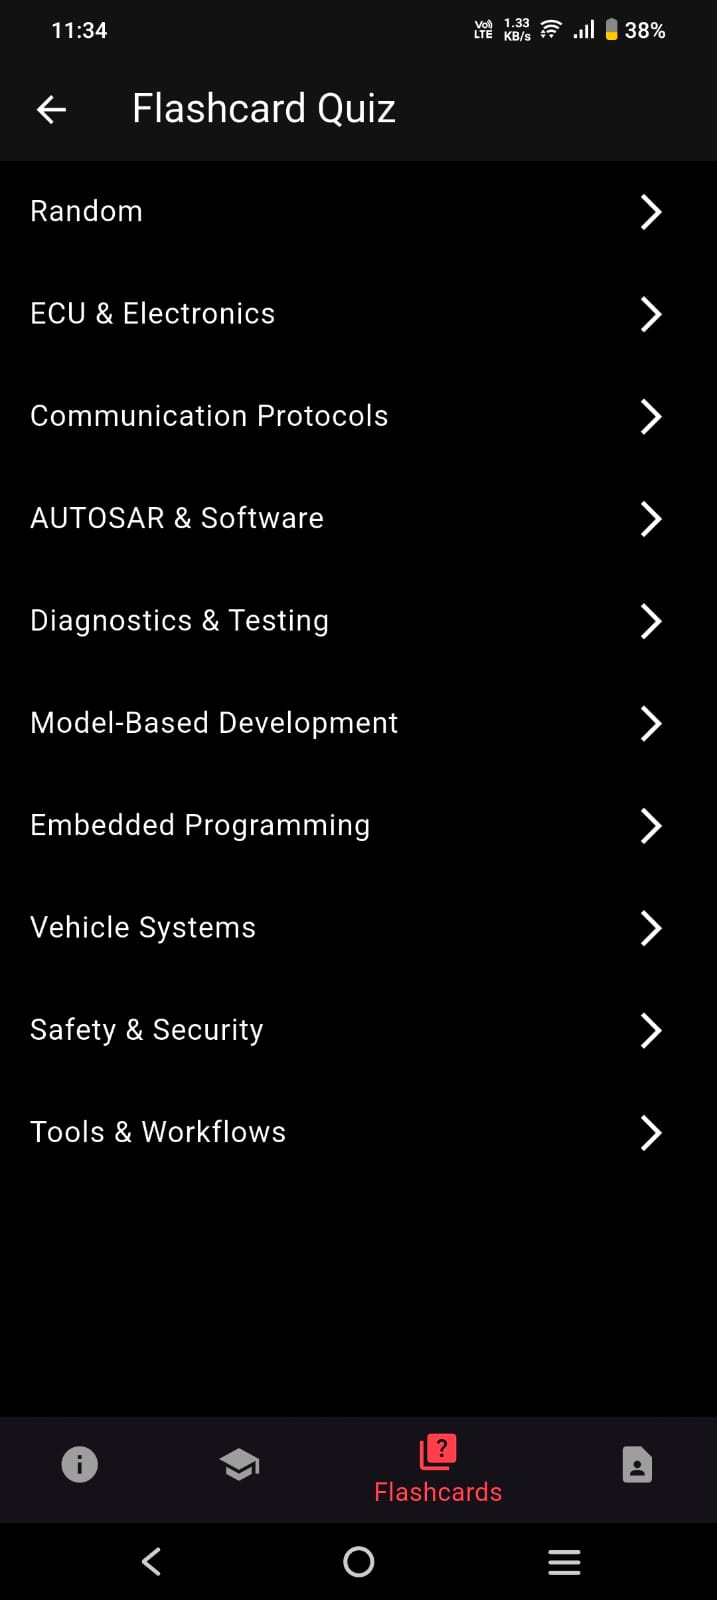 11:34
Vo)) LTE 1.33 KB/s 38%
Flashcard Quiz
Random
ECU & Electronics
Communication Protocols
AUTOSAR & Software
Diagnostics & Testing
Model-Based Development
Embedded Programming
Vehicle Systems
Safety & Security
Tools & Workflows
?
Flashcards